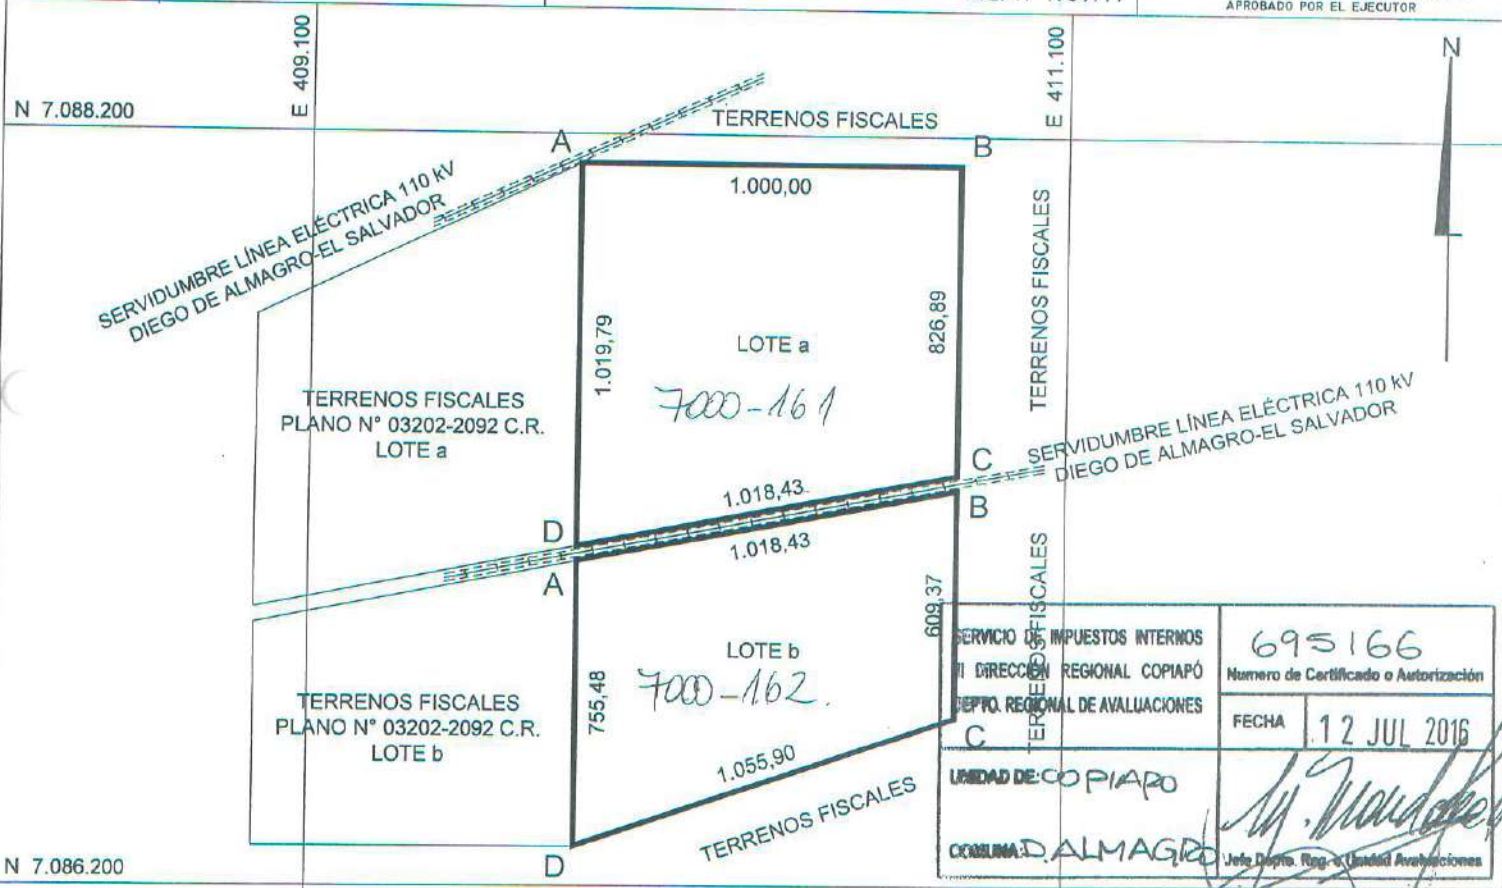 APROBADO POR EL EJECUTOR
E 409.100
E 411.100
N
N 7.088.200
TERRENOS FISCALES
A
B
1.000,00
SERVIDUMBRE LÍNEA ELÉCTRICA 110 kV
DIEGO DE ALMAGRO-EL SALVADOR
TERRENOS FISCALES
1.019,79
826,89
LOTE a
7000-161
TERRENOS FISCALES
PLANO N° 03202-2092 C.R.
LOTE a
SERVIDUMBRE LÍNEA ELÉCTRICA 110 kV
DIEGO DE ALMAGRO-EL SALVADOR
C
1.018,43
D
B
1.018,43
A
TERRENOS FISCALES
609,37
LOTE b
7000-162.
755,48
TERRENOS FISCALES
PLANO N° 03202-2092 C.R.
LOTE b
C
1.055,90
TERRENOS FISCALES
D
N 7.086.200
SERVICIO DE IMPUESTOS INTERNOS
DIRECCIÓN REGIONAL COPIAPÓ
DEPTO. REGIONAL DE AVALUACIONES
695166
Numero de Certificado o Autorización
FECHA 12 JUL 2016
UNIDAD DE: COPIAPO
COMUNA: D. ALMAGRO
Jefe Depto. Reg. o Unidad Avaluaciones